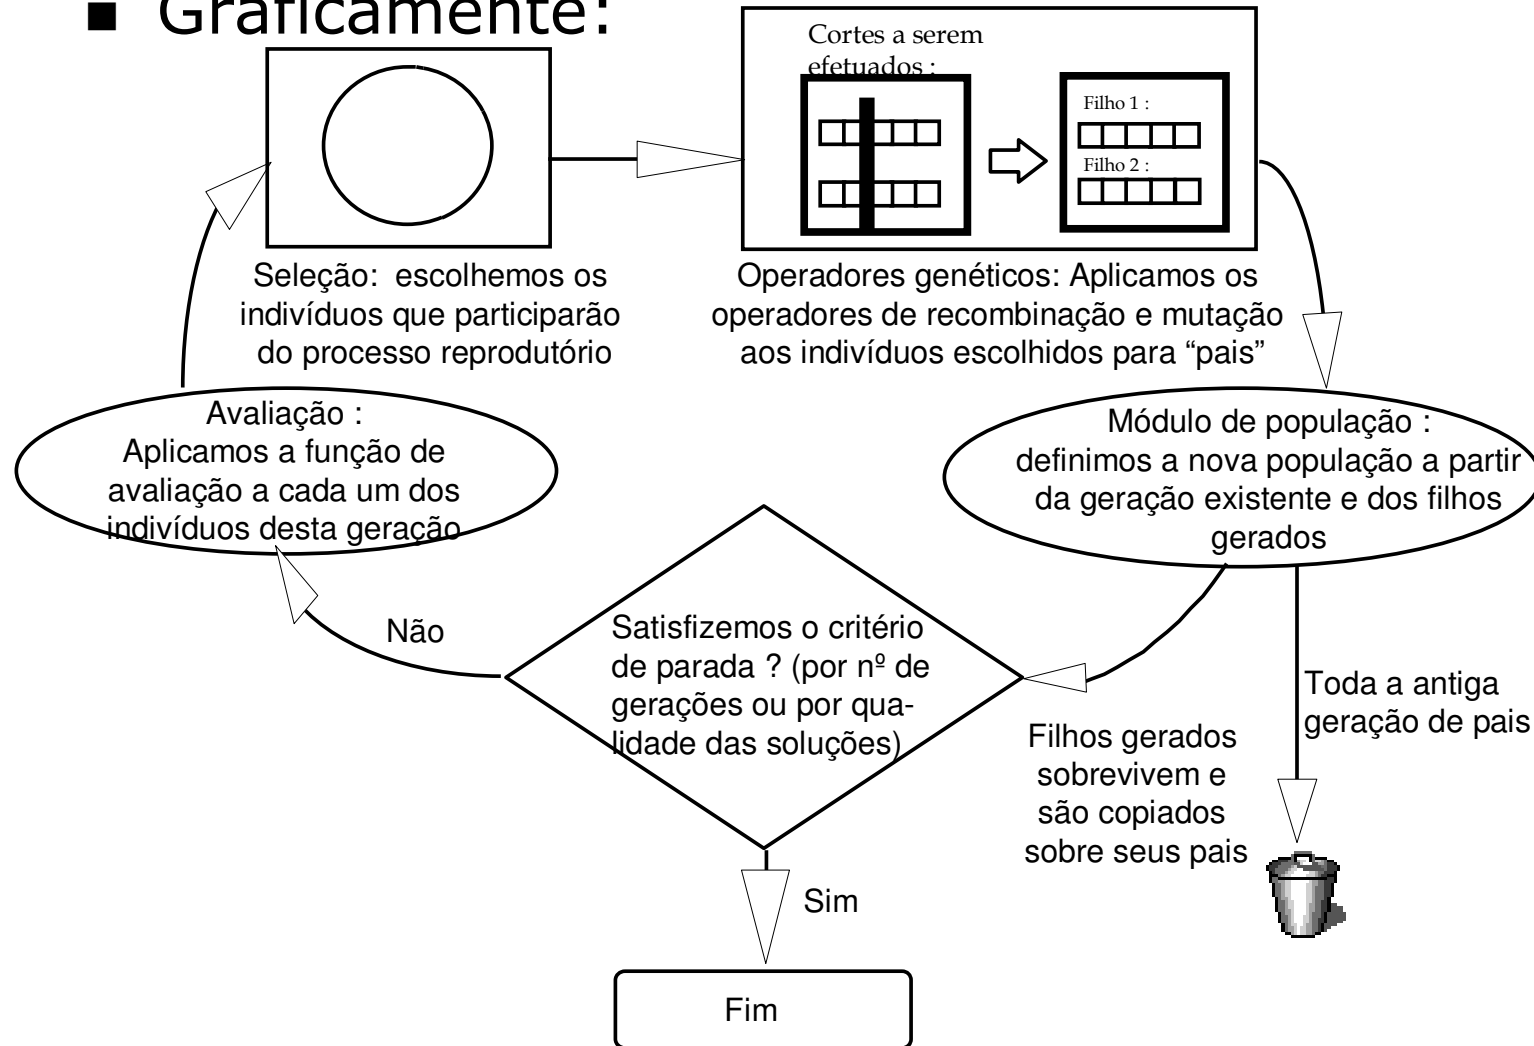 ■ Graficamente:
Cortes a serem
efetuados :
Filho 1 :
Filho 2 :
Seleção: escolhemos os
indivíduos que participarão
do processo reprodutório
Operadores genéticos: Aplicamos os
operadores de recombinação e mutação
aos indivíduos escolhidos para “pais”
Avaliação :
Aplicamos a função de
avaliação a cada um dos
indivíduos desta geração
Módulo de população :
definimos a nova população a partir
da geração existente e dos filhos
gerados
Não
Satisfizemos o critério
de parada ? (por nº de
gerações ou por qua-
lidade das soluções)
Toda a antiga
geração de pais
Filhos gerados
sobrevivem e
são copiados
sobre seus pais
Sim
Fim